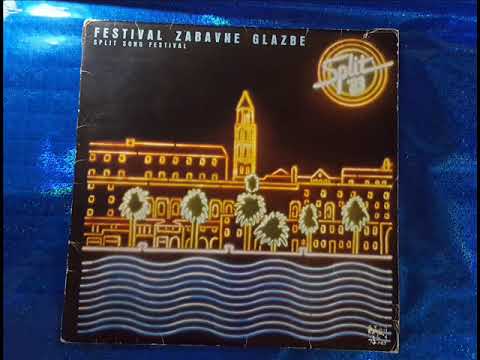 FESTIVAL ZABAVNE GLAZBE
SPLIT SONG FESTIVAL
Split